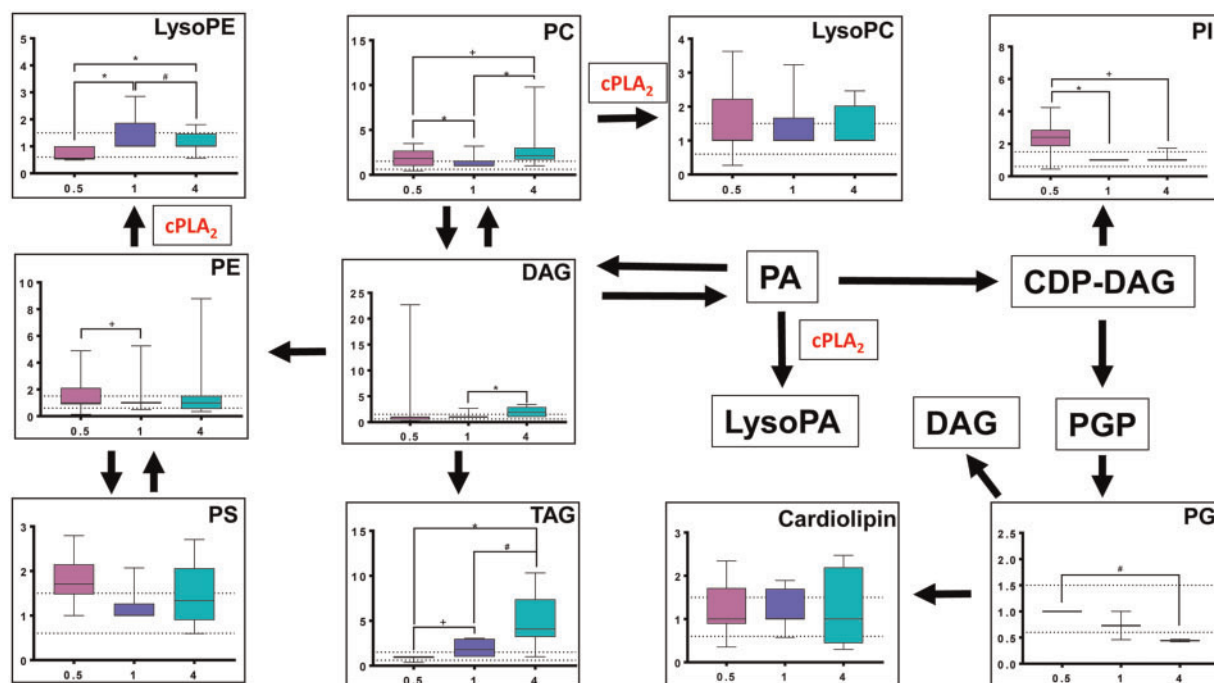 LysoPE
6
5
4
3
2
1
0
*
*
#
0.5 1 4
PC
15
10
5
0
+
*
*
0.5 1 4
cPLA₂
LysoPC
4
3
2
1
0
0.5 1 4
PI
8
6
4
2
0
+
*
0.5 1 4
cPLA₂
PE
10
8
6
4
2
0
+
0.5 1 4
DAG
25
20
15
10
5
0
*
0.5 1 4
PA
CDP-DAG
cPLA₂
LysoPA
DAG
PGP
PS
3
2
1
0
0.5 1 4
TAG
15
10
5
0
*
#
+
0.5 1 4
Cardiolipin
3
2
1
0
0.5 1 4
PG
2.5
2.0
1.5
1.0
0.5
0.0
#
0.5 1 4